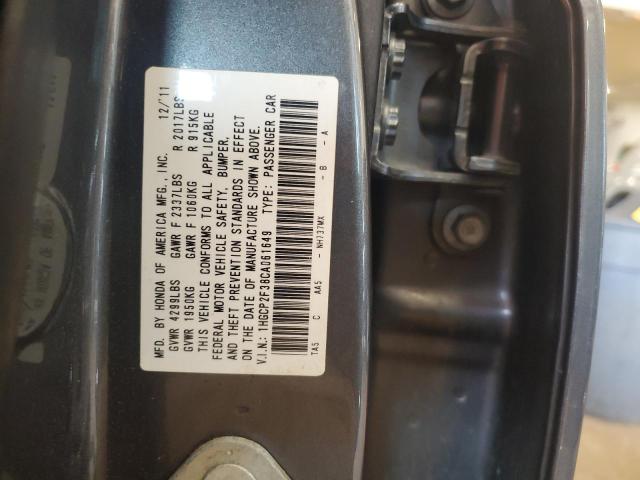 MFD. BY HONDA OF AMERICA MFG., INC. 12/11
GVWR 4299LBS GAWR F 2337LBS R 2017LBS
GVWR 1950KG GAWR F 1060KG R 915KG
THIS VEHICLE CONFORMS TO ALL APPLICABLE
FEDERAL MOTOR VEHICLE SAFETY, BUMPER,
AND THEFT PREVENTION STANDARDS IN EFFECT
ON THE DATE OF MANUFACTURE SHOWN ABOVE.
V.I.N.: 1HGCP2F38CA061649 TYPE: PASSENGER CAR
TA5 C AA5 - NH737MX - B - A